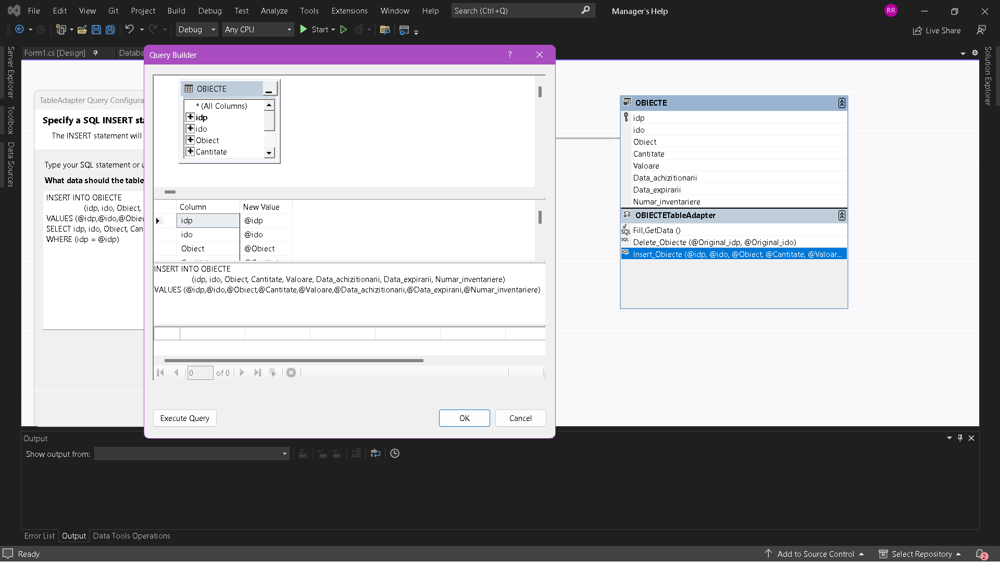 File Edit View Git Project Build Debug Test Analyze Tools Extensions Window Help Search (Ctrl+Q) Manager's Help RR
Debug Any CPU Start Live Share
Form1.cs [Design] Databa
Server Explorer
Toolbox
Data Sources
Solution Explorer
TableAdapter Query Configura
Specify a SQL INSERT sta
The INSERT statement will
Type your SQL statement or u
What data should the table
INSERT INTO OBIECTE
(idp, ido, Obiect,
VALUES (@idp,@ido,@Obiec
SELECT idp, ido, Obiect, Can
WHERE (idp = @idp)
Query Builder ?
OBIECTE
* (All Columns)
idp
ido
Obiect
Cantitate
Column New Value
idp @idp
ido @ido
Obiect @Obiect
INSERT INTO OBIECTE
(idp, ido, Obiect, Cantitate, Valoare, Data_achizitionarii, Data_expirarii, Numar_inventariere)
VALUES (@idp,@ido,@Obiect,@Cantitate,@Valoare,@Data_achizitionarii,@Data_expirarii,@Numar_inventariere)
0 of 0
Execute Query OK Cancel
OBIECTE
idp
ido
Obiect
Cantitate
Valoare
Data_achizitionarii
Data_expirarii
Numar_inventariere
OBIECTETableAdapter
SQL Fill,GetData ()
SQL Delete_Obiecte (@Original_idp, @Original_ido)
SQL Insert_Obiecte (@idp, @ido, @Obiect, @Cantitate, @Valoar...
Output
Show output from:
Error List Output Data Tools Operations
Ready Add to Source Control Select Repository 2